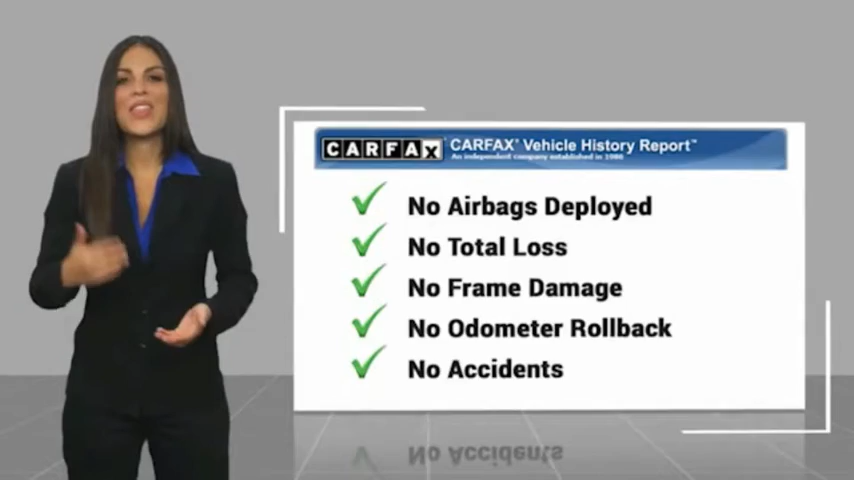 CARFAX CARFAX® Vehicle History Report™
An independent company established in 1986
No Airbags Deployed
No Total Loss
No Frame Damage
No Odometer Rollback
No Accidents
No Accidents